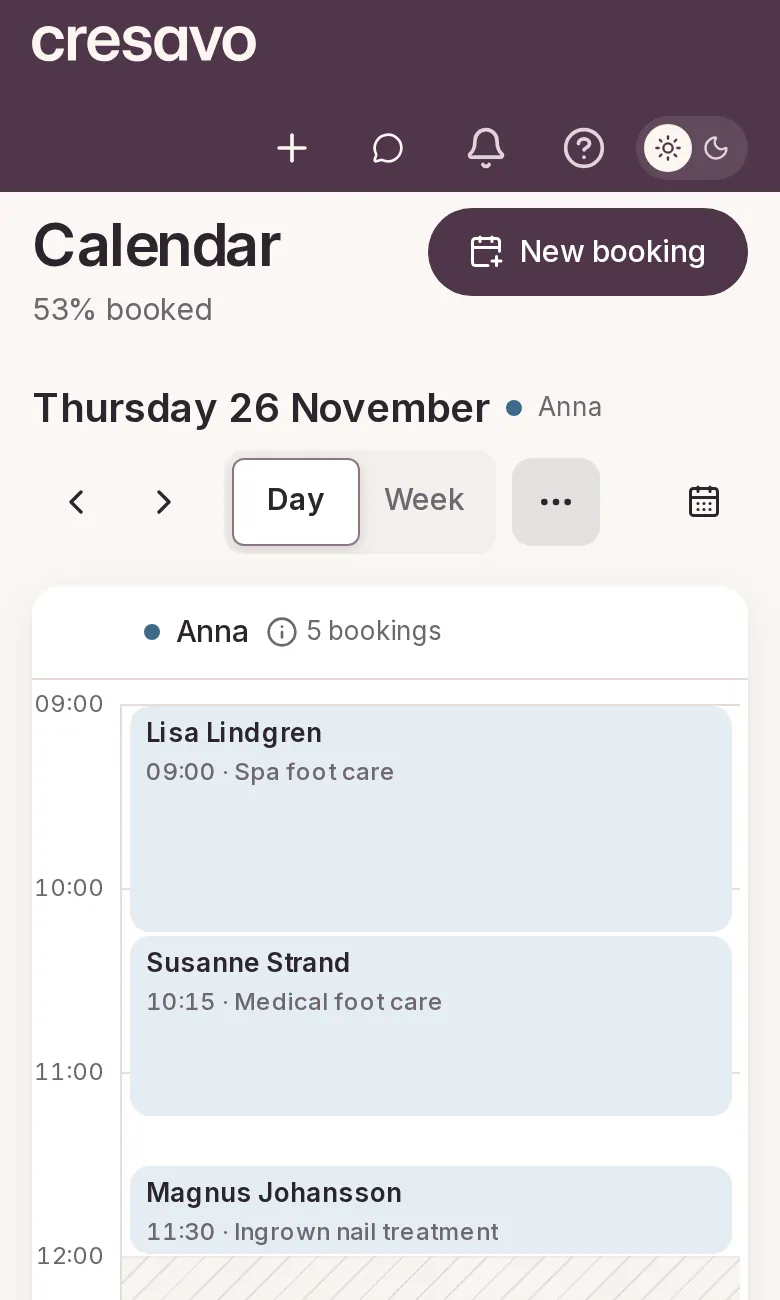 cresavo
Calendar
New booking
53% booked
Thursday 26 November Anna
Day Week
Anna 5 bookings
09:00
Lisa Lindgren
09:00 · Spa foot care
10:00
Susanne Strand
10:15 · Medical foot care
11:00
Magnus Johansson
11:30 · Ingrown nail treatment
12:00